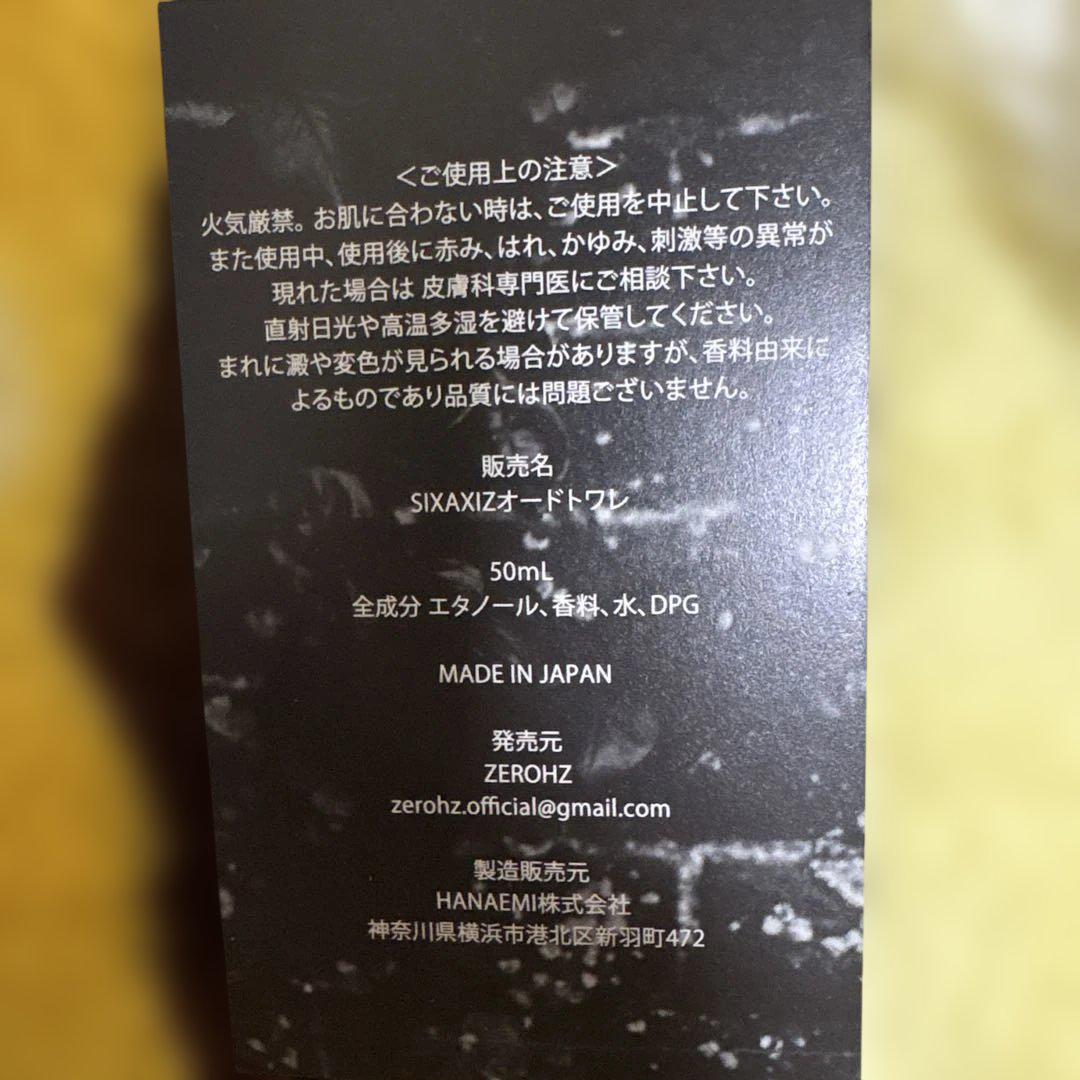 ＜ご使用上の注意＞
火気厳禁。お肌に合わない時は、ご使用を中止して下さい。
また使用中、使用後に赤み、はれ、かゆみ、刺激等の異常が
現れた場合は 皮膚科専門医にご相談下さい。
直射日光や高温多湿を避けて保管してください。
まれに澱や変色が見られる場合がありますが、香料由来に
よるものであり品質には問題ございません。
販売名
SIXAXIZオードトワレ
50mL
全成分 エタノール、香料、水、DPG
MADE IN JAPAN
発売元
ZEROHZ
zerohz.official@gmail.com
製造販売元
HANAEMI株式会社
神奈川県横浜市港北区新羽町472